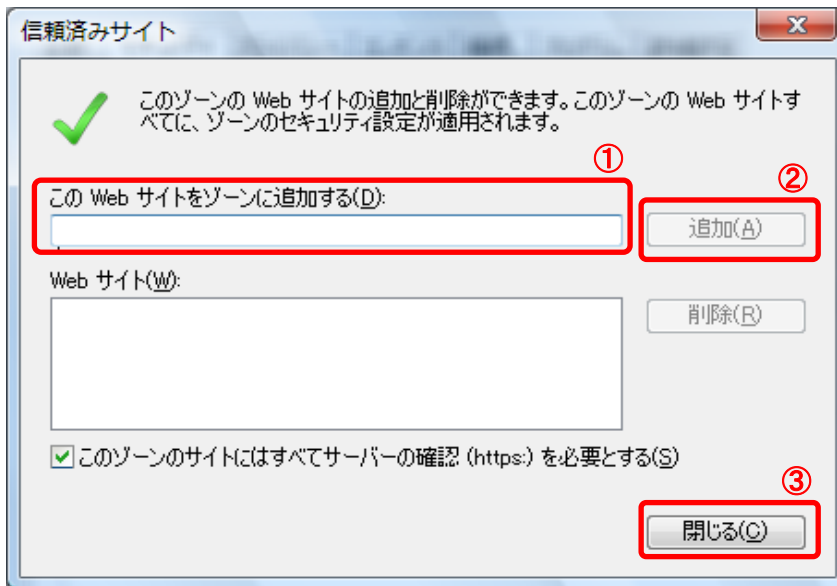 信頼済みサイト
このゾーンの Web サイトの追加と削除ができます。このゾーンの Web サイトす
べてに、ゾーンのセキュリティ設定が適用されます。
①
②
この Web サイトをゾーンに追加する(D):
追加(A)
Web サイト(W):
削除(R)
このゾーンのサイトにはすべてサーバーの確認 (https:) を必要とする(S)
③
閉じる(C)